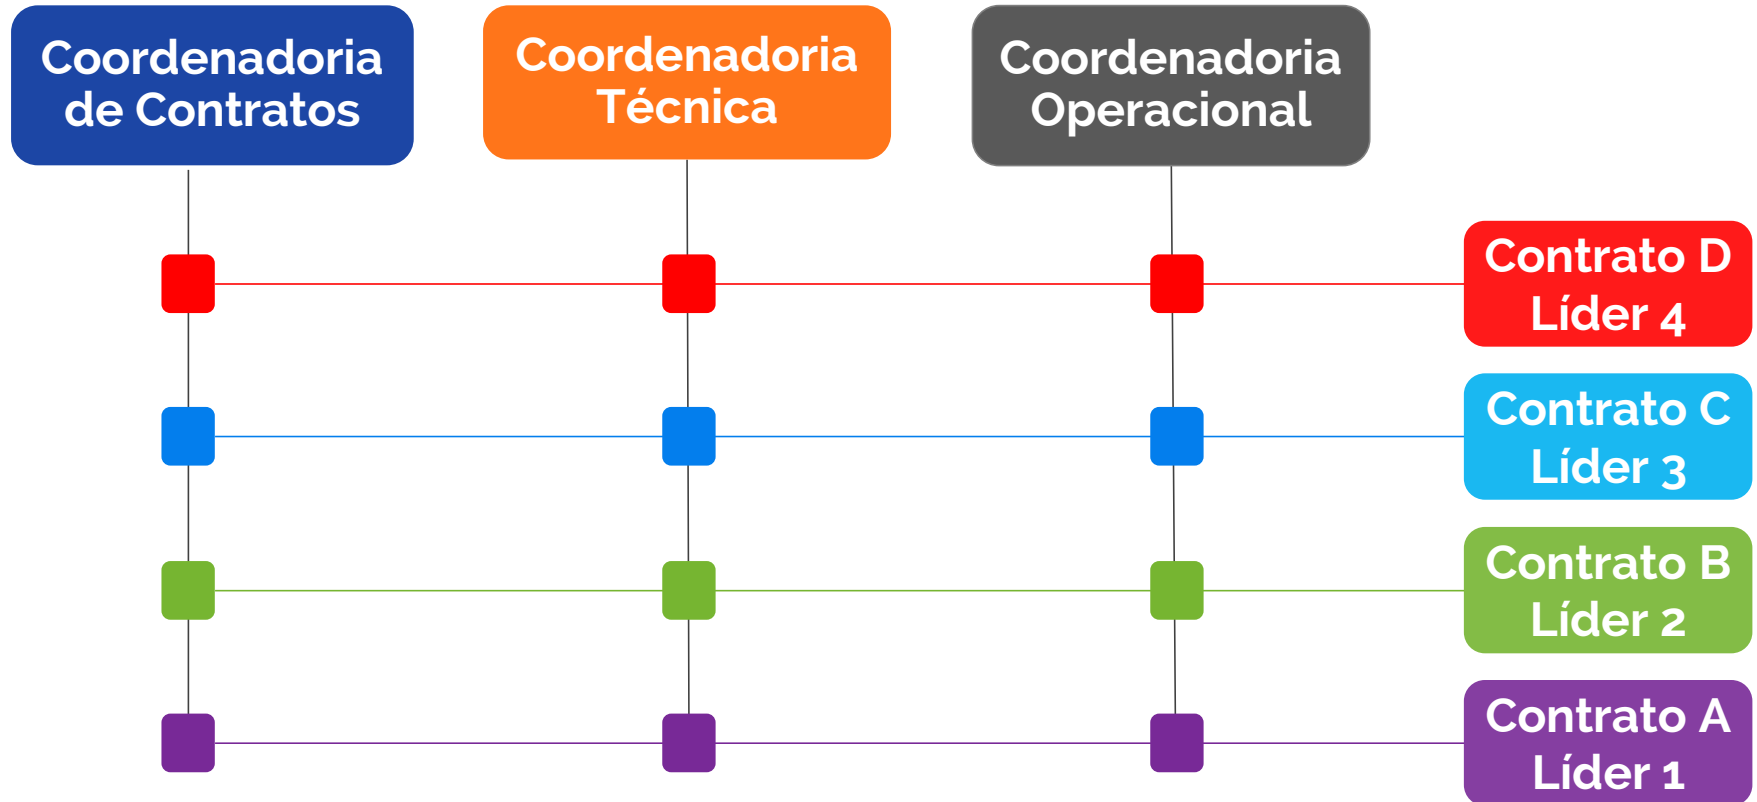 Coordenadoria
de Contratos
Coordenadoria
Técnica
Coordenadoria
Operacional
Contrato D
Líder 4
Contrato C
Líder 3
Contrato B
Líder 2
Contrato A
Líder 1